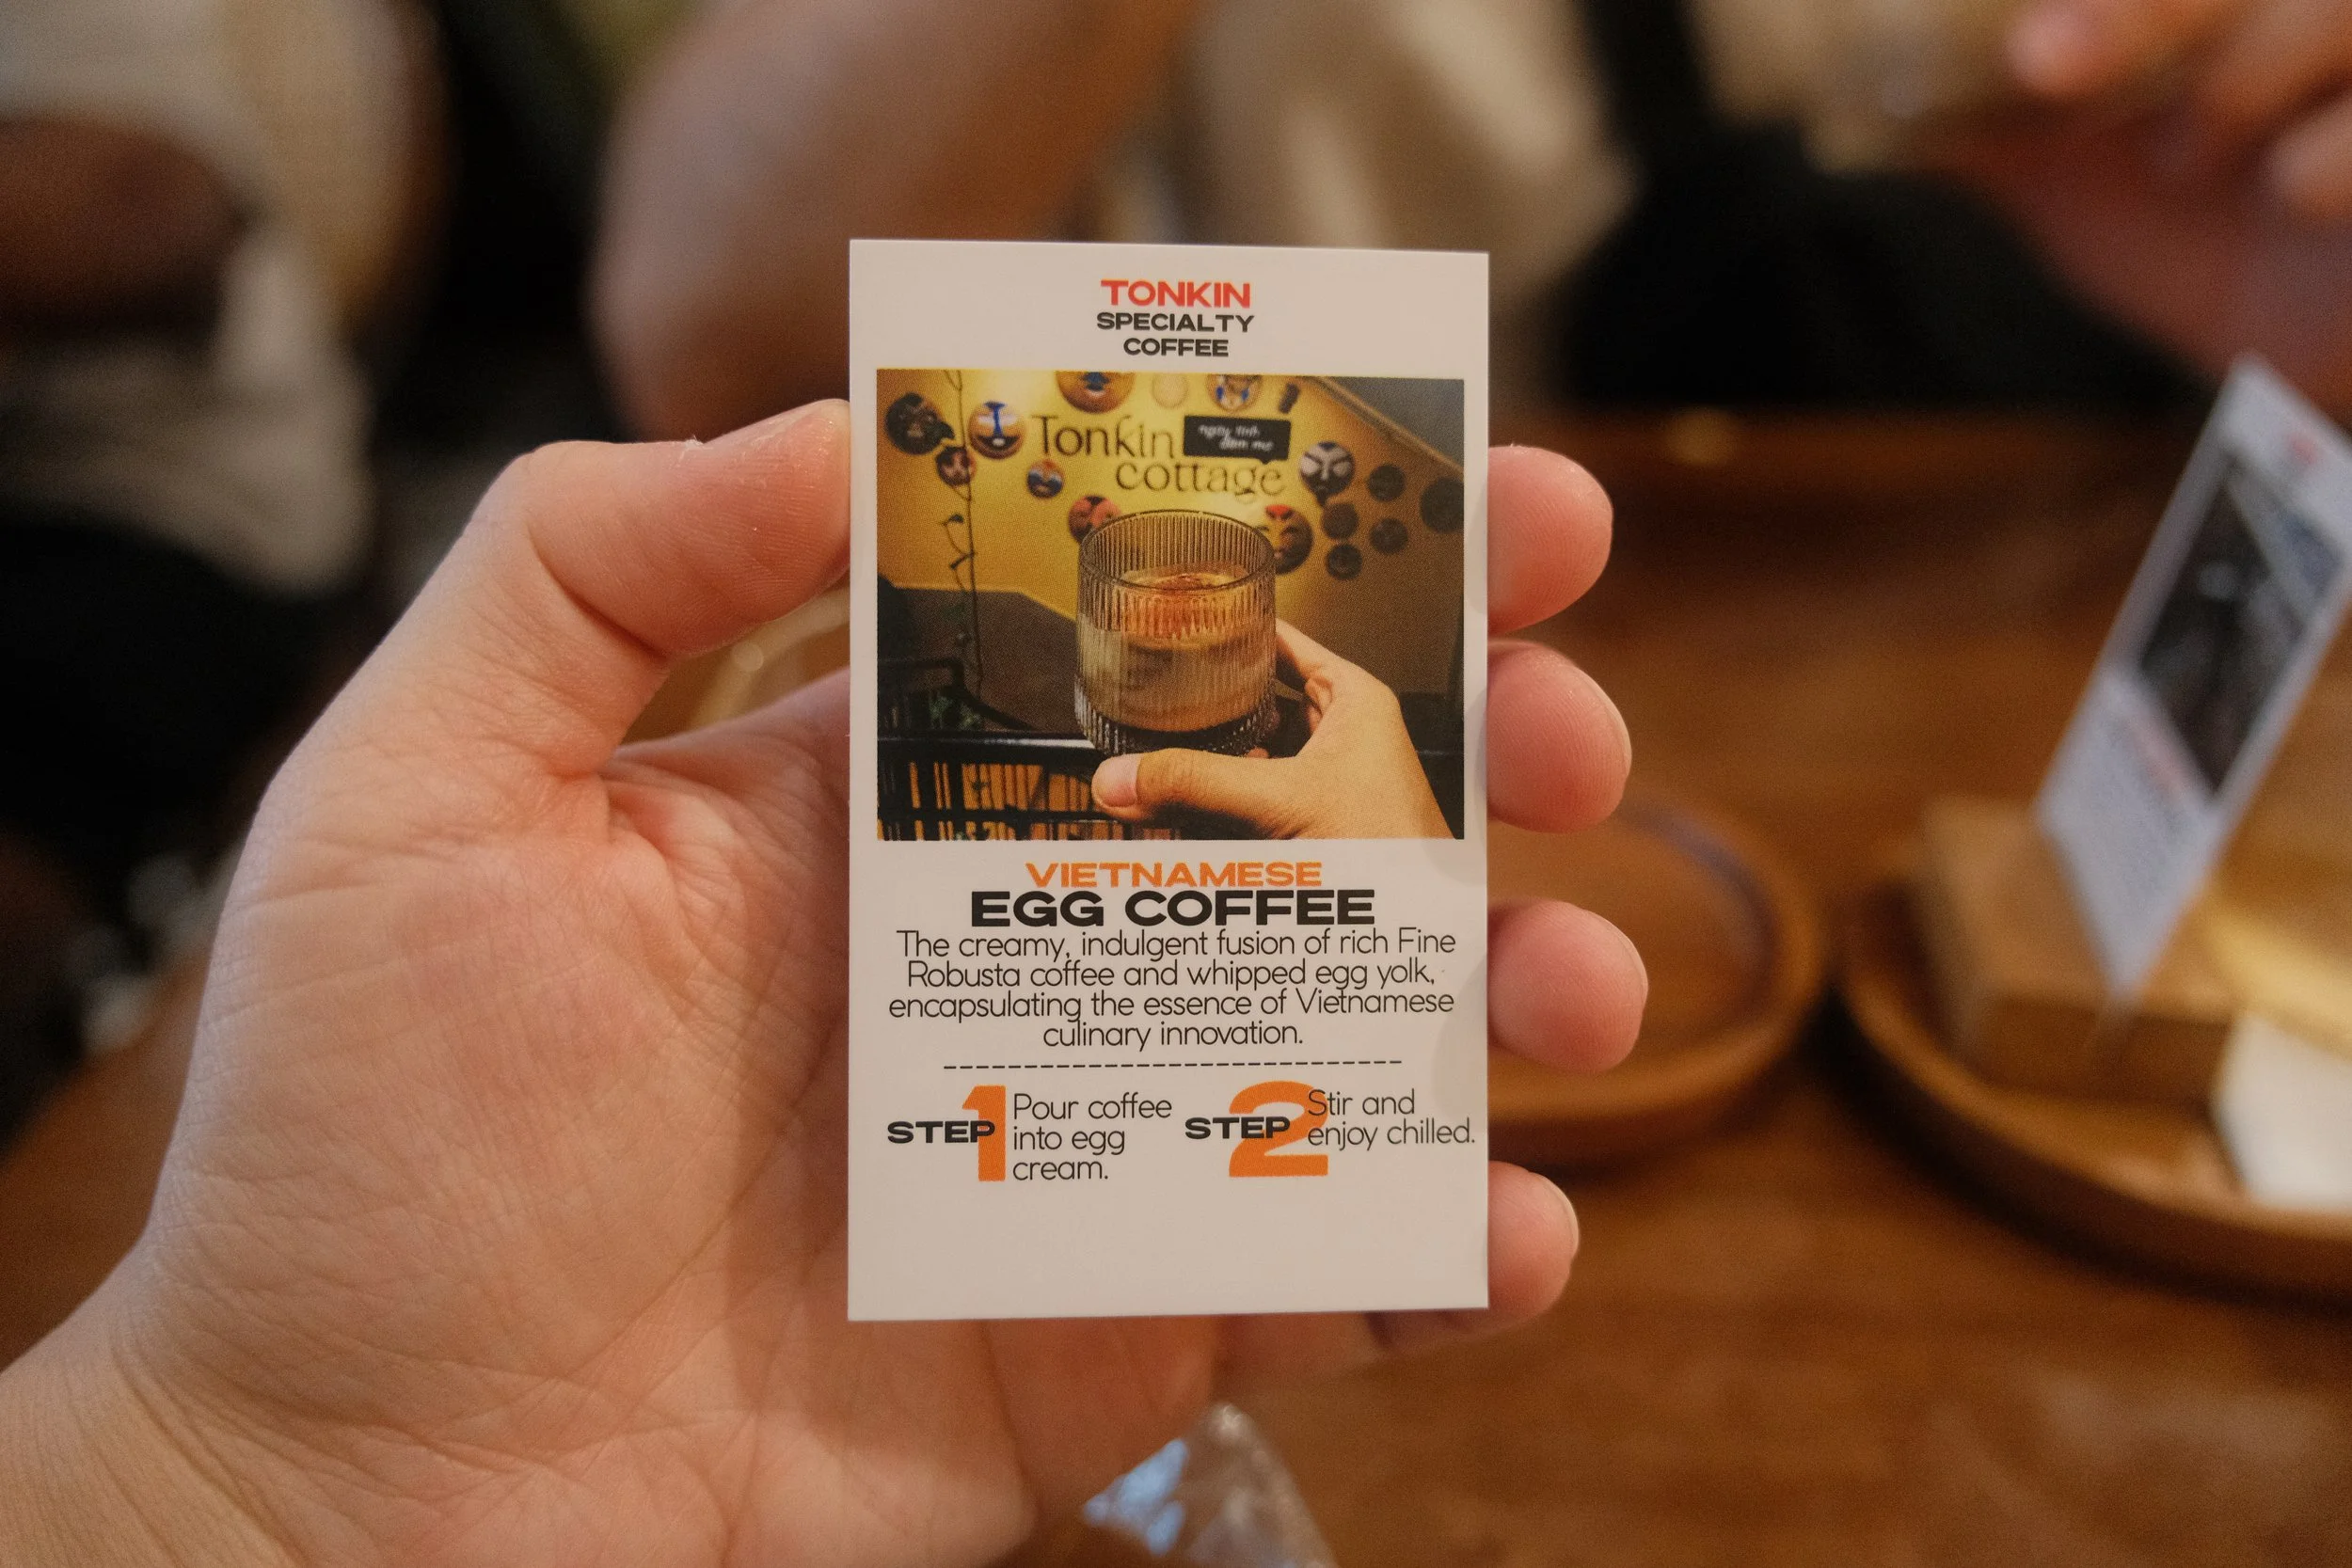 TONKIN
SPECIALTY
COFFEE
Tonkin
cottage
VIETNAMESE
EGG COFFEE
The creamy, indulgent fusion of rich Fine
Robusta coffee and whipped egg yolk,
encapsulating the essence of Vietnamese
culinary innovation.
STEP 1
Pour coffee
into egg
cream.
STEP 2
Stir and
enjoy chilled.